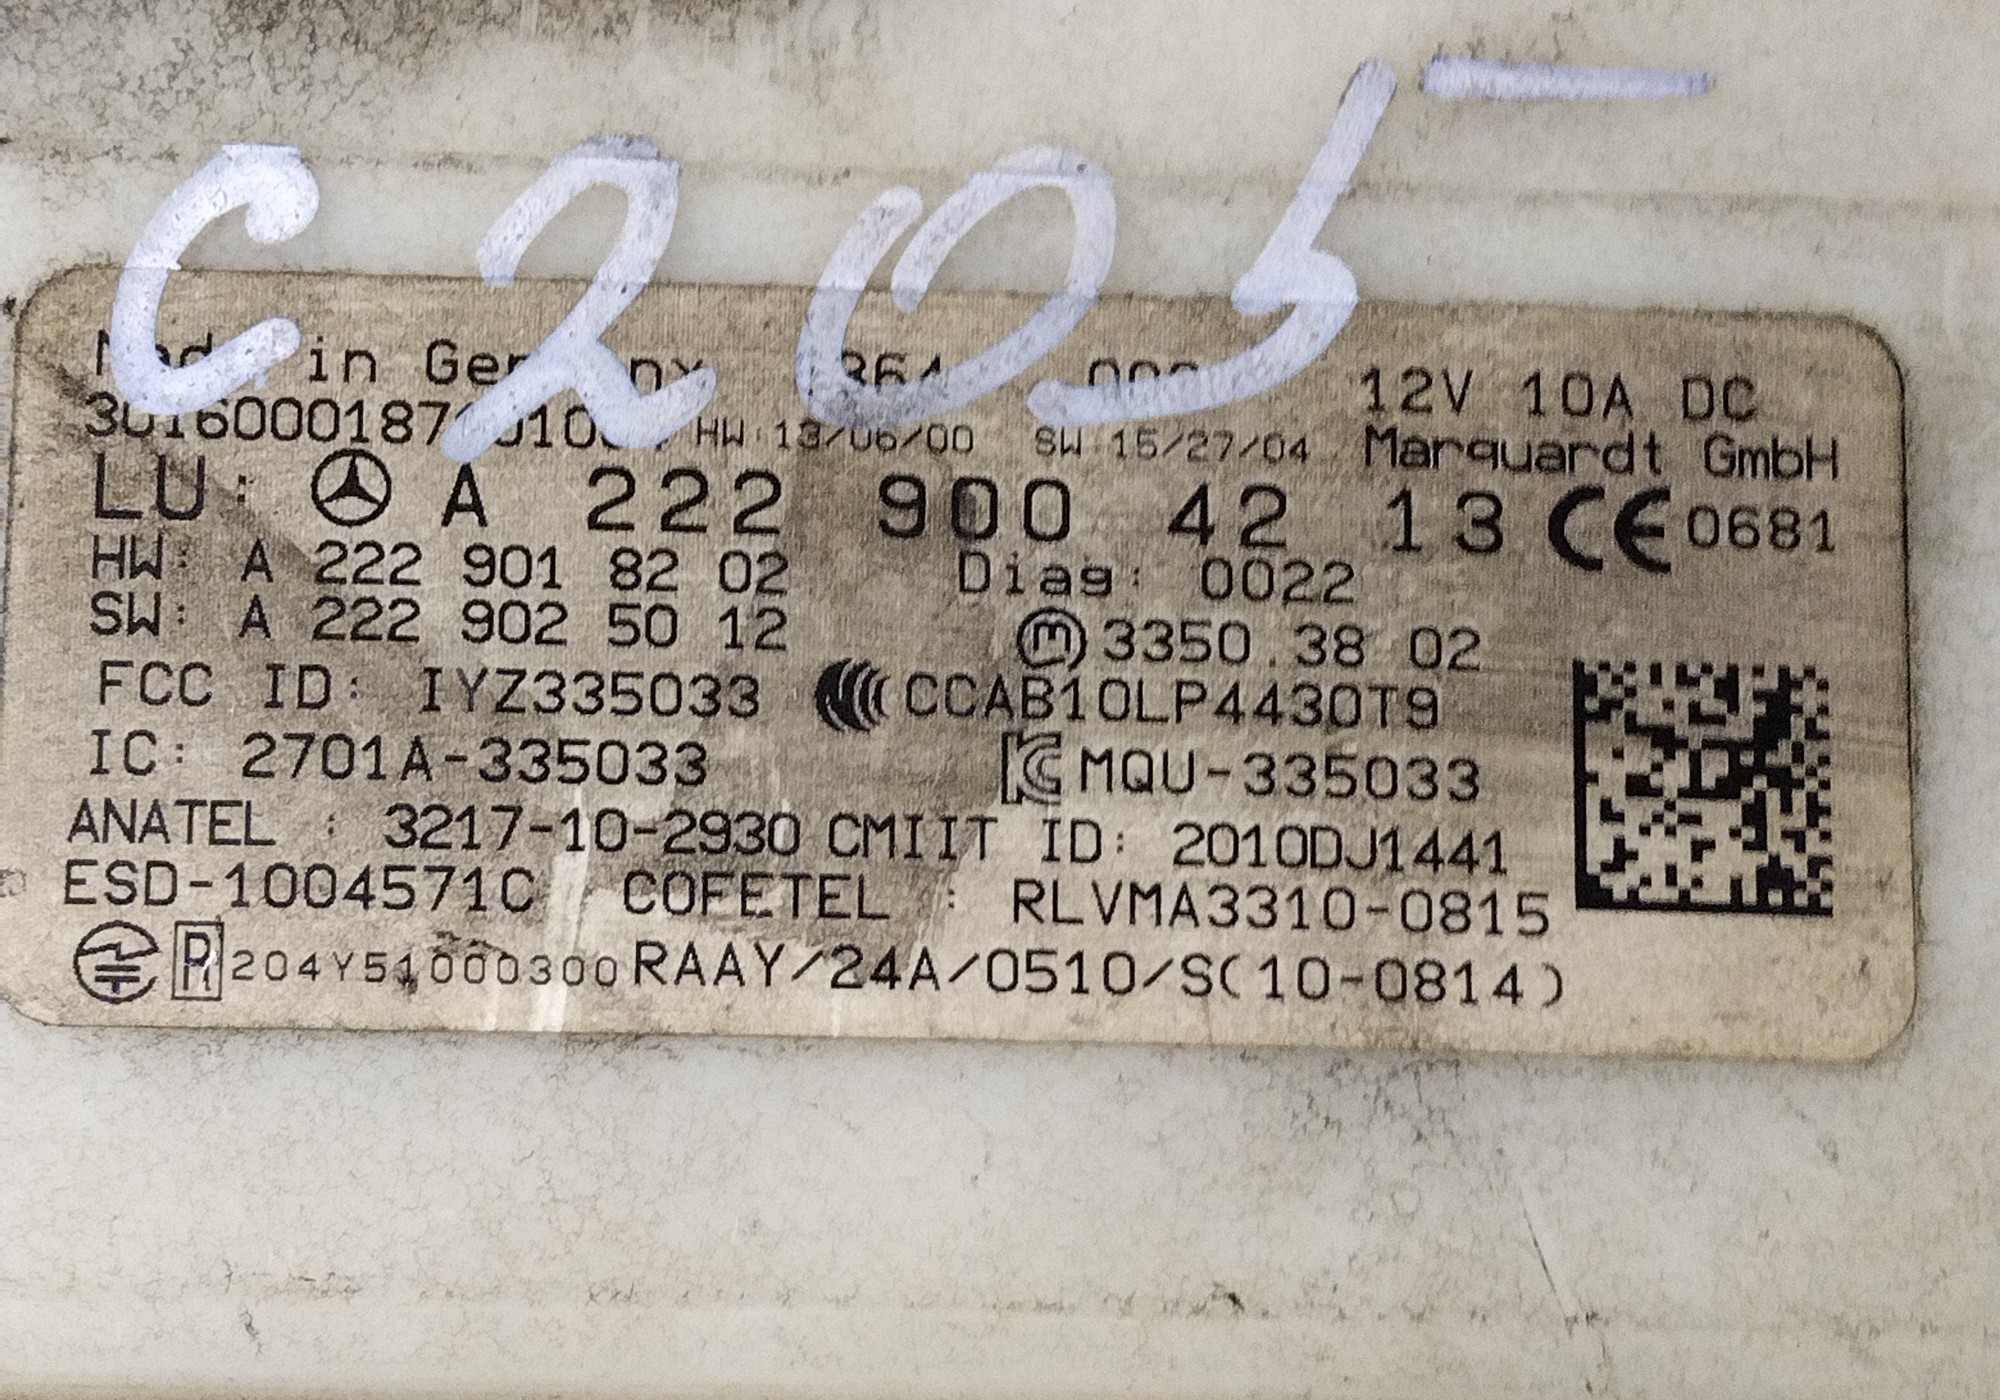 C205
in 12V 10A DC
HW:13/06/00 SW:15/27/04 Marquardt GmbH
LU: A 222 900 42 13 CE 0681
HW: A 222 901 82 02 Diag: 0022
SW: A 222 902 50 12 3350.38 02
FCC ID: IYZ335033 CCAB10LP4430T9
IC: 2701A-335033 MQU-335033
ANATEL : 3217-10-2930 CMIIT ID: 2010DJ1441
ESD-1004571C COFETEL : RLVMA3310-0815
R 204Y51000300 RAAY/24A/0510/S(10-0814)